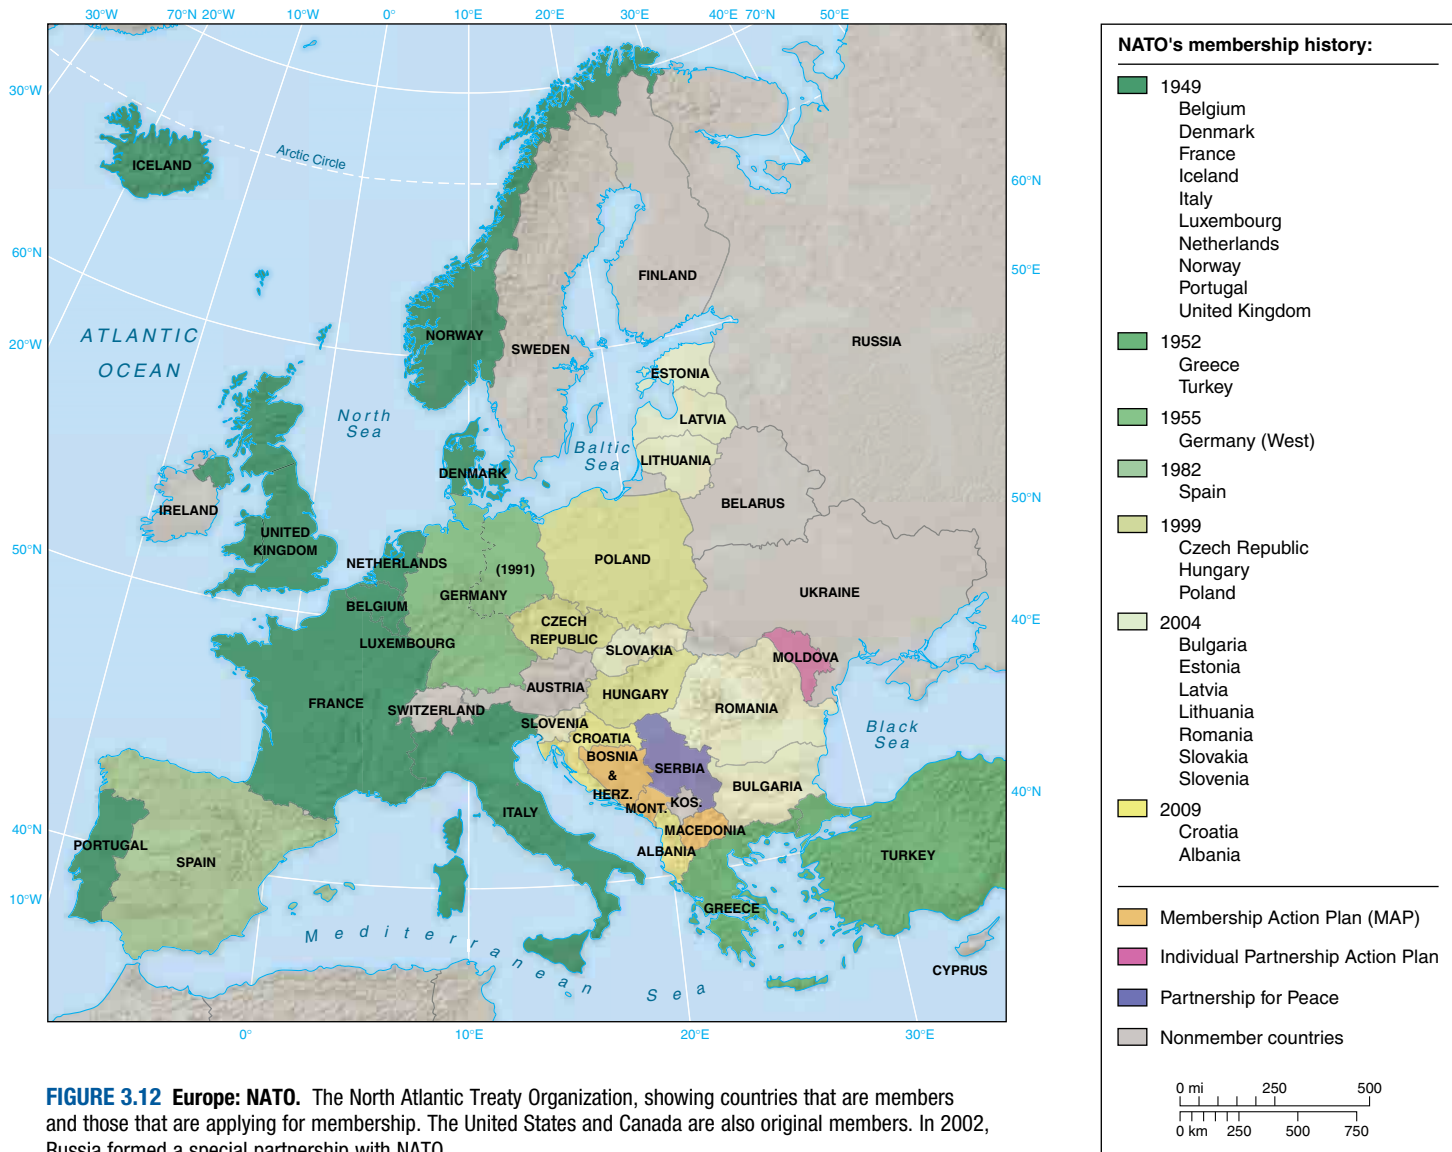 30°W 70°N 20°W 10°W 0° 10°E 20°E 30°E 40°E 70°N 50°E
30°W
ICELAND
Arctic Circle
60°N
60°N
FINLAND
50°E
ATLANTIC
OCEAN
20°W
NORWAY
SWEDEN
RUSSIA
ESTONIA
North
Sea
LATVIA
Baltic
Sea
LITHUANIA
DENMARK
50°N
BELARUS
IRELAND
UNITED
KINGDOM
50°N
NETHERLANDS
(1991)
POLAND
GERMANY
UKRAINE
BELGIUM
40°E
CZECH
REPUBLIC
LUXEMBOURG
SLOVAKIA
MOLDOVA
AUSTRIA
HUNGARY
FRANCE
SWITZERLAND
ROMANIA
SLOVENIA
CROATIA
Black
Sea
BOSNIA
&
HERZ.
SERBIA
BULGARIA
40°N
MONT.
KOS.
ITALY
40°N
MACEDONIA
PORTUGAL
ALBANIA
SPAIN
TURKEY
10°W
GREECE
Mediterranean Sea
CYPRUS
0° 10°E 20°E 30°E
NATO's membership history:
1949
Belgium
Denmark
France
Iceland
Italy
Luxembourg
Netherlands
Norway
Portugal
United Kingdom
1952
Greece
Turkey
1955
Germany (West)
1982
Spain
1999
Czech Republic
Hungary
Poland
2004
Bulgaria
Estonia
Latvia
Lithuania
Romania
Slovakia
Slovenia
2009
Croatia
Albania
Membership Action Plan (MAP)
Individual Partnership Action Plan
Partnership for Peace
Nonmember countries
0 mi 250 500
0 km 250 500 750
FIGURE 3.12 Europe: NATO. The North Atlantic Treaty Organization, showing countries that are members
and those that are applying for membership. The United States and Canada are also original members. In 2002,
Russia formed a special partnership with NATO.